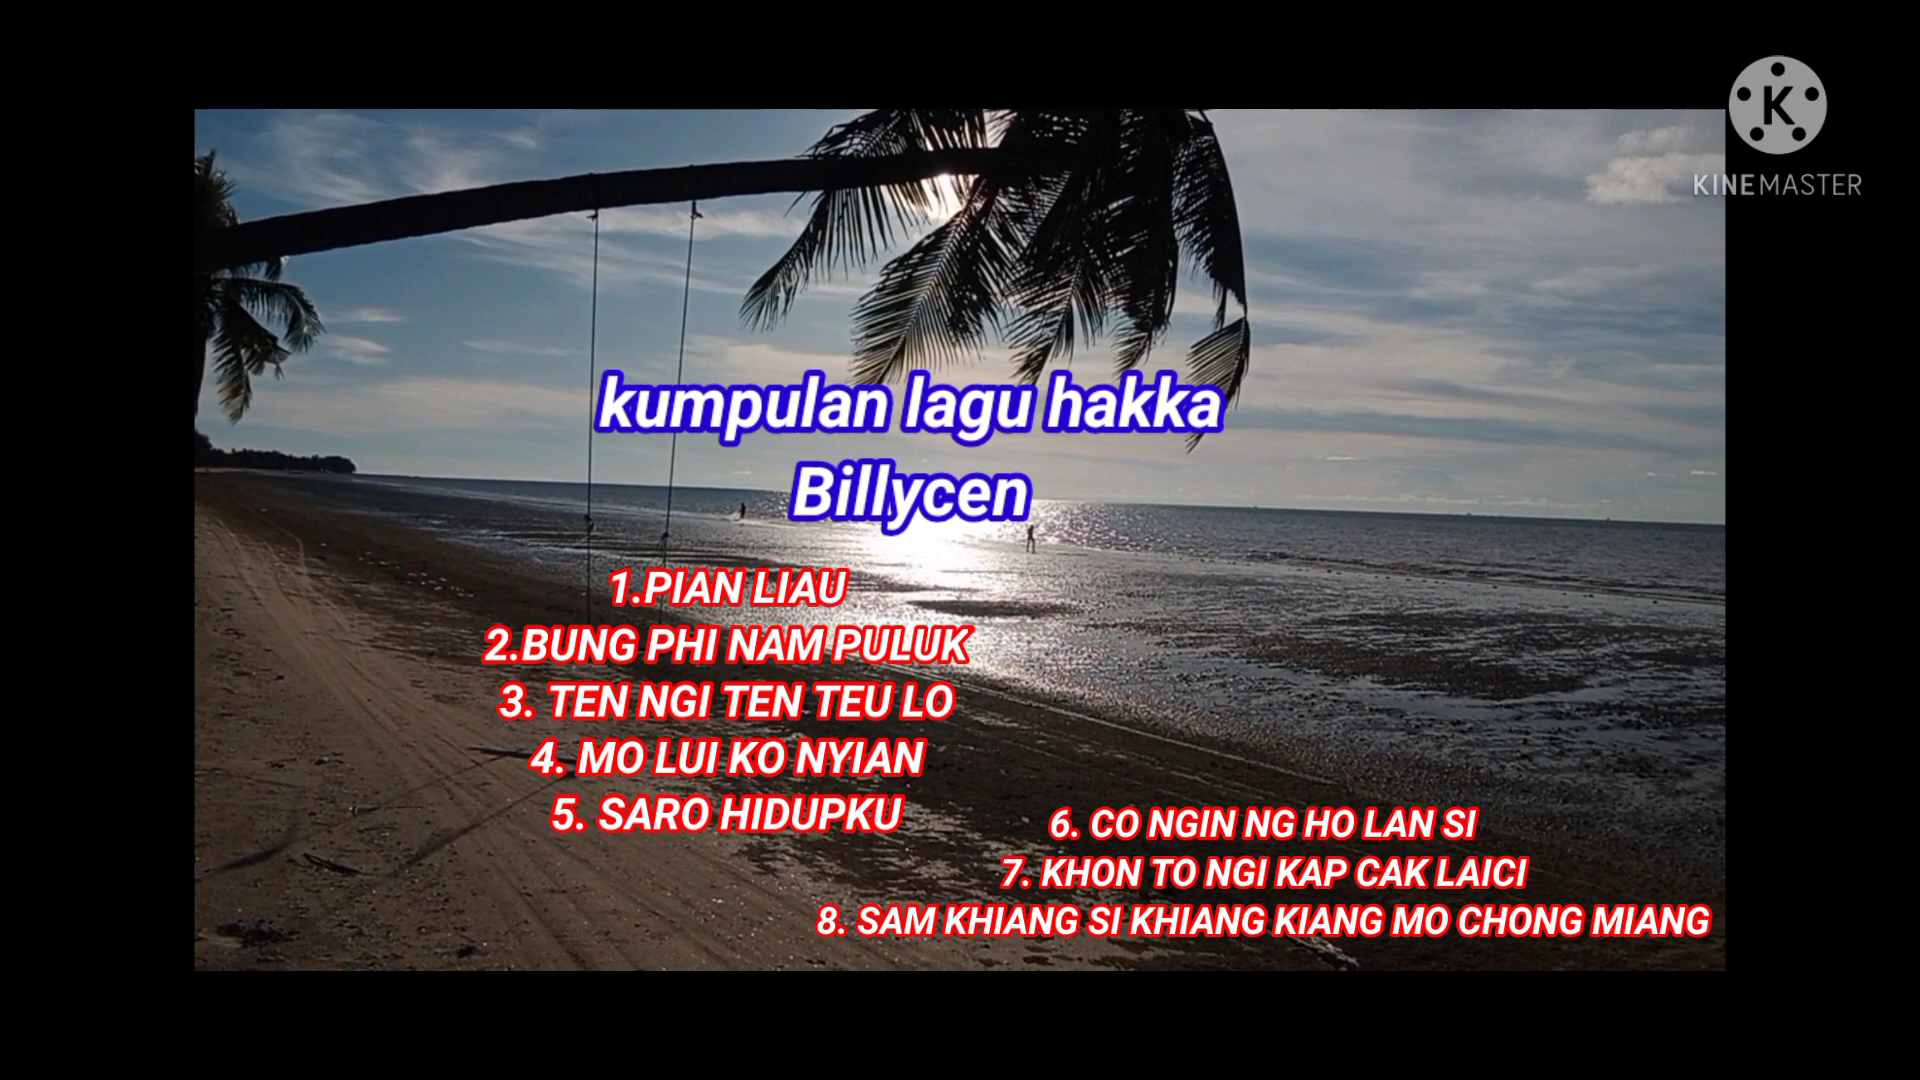 K
KINEMASTER
kumpulan lagu hakka
Billycen
1.PIAN LIAU
2.BUNG PHI NAM PULUK
3. TEN NGI TEN TEU LO
4. MO LUI KO NYIAN
5. SARO HIDUPKU
6. CO NGIN NG HO LAN SI
7. KHON TO NGI KAP CAK LAICI
8. SAM KHIANG SI KHIANG KIANG MO CHONG MIANG